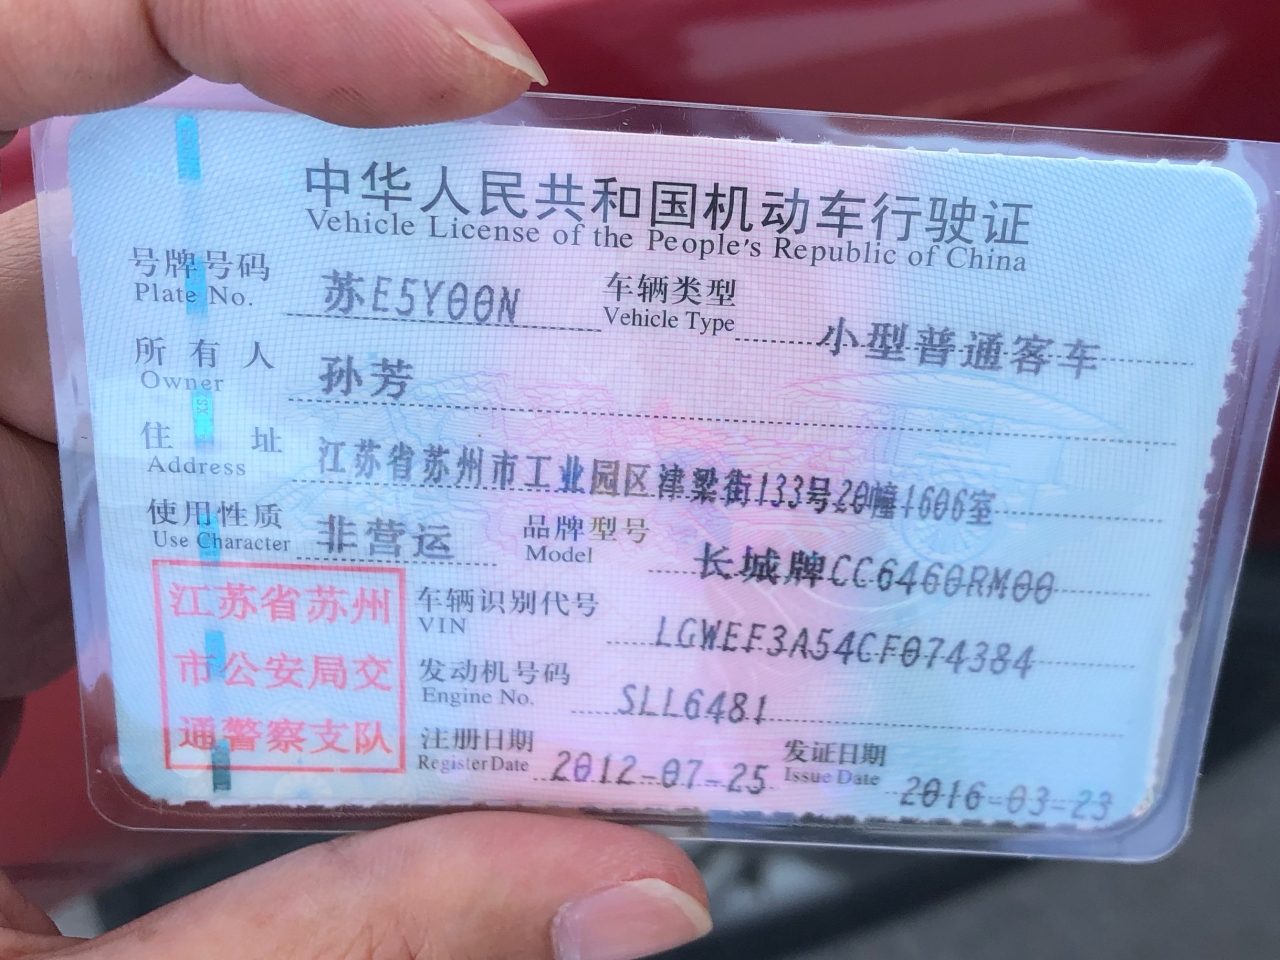 中华人民共和国机动车行驶证
Vehicle License of the People's Republic of China
号牌号码 苏E5Y00N 车辆类型 小型普通客车
Plate No. Vehicle Type
所有人 孙芳
Owner
住址 江苏省苏州市工业园区津梁街133号20幢1606室
Address
使用性质 非营运 品牌型号 长城牌CC6460RM00
Use Character Model
江苏省苏州
市公安局交
通警察支队
车辆识别代号 LGWEF3A54CF074384
VIN
发动机号码 SLL6481
Engine No.
注册日期 2012-07-25 发证日期 2016-03-23
Register Date Issue Date